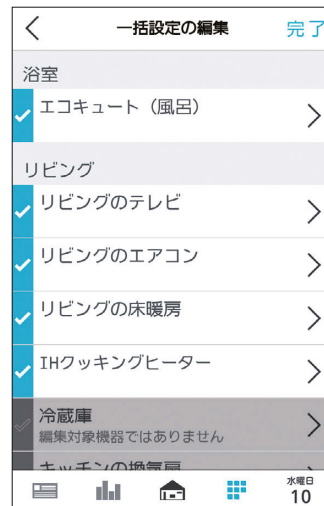 一括設定の編集
完了
浴室
エコキュート（風呂）
リビング
リビングのテレビ
リビングのエアコン
リビングの床暖房
IHクッキングヒーター
冷蔵庫
編集対象機器ではありません
キッチンの換気扇
水曜日
10